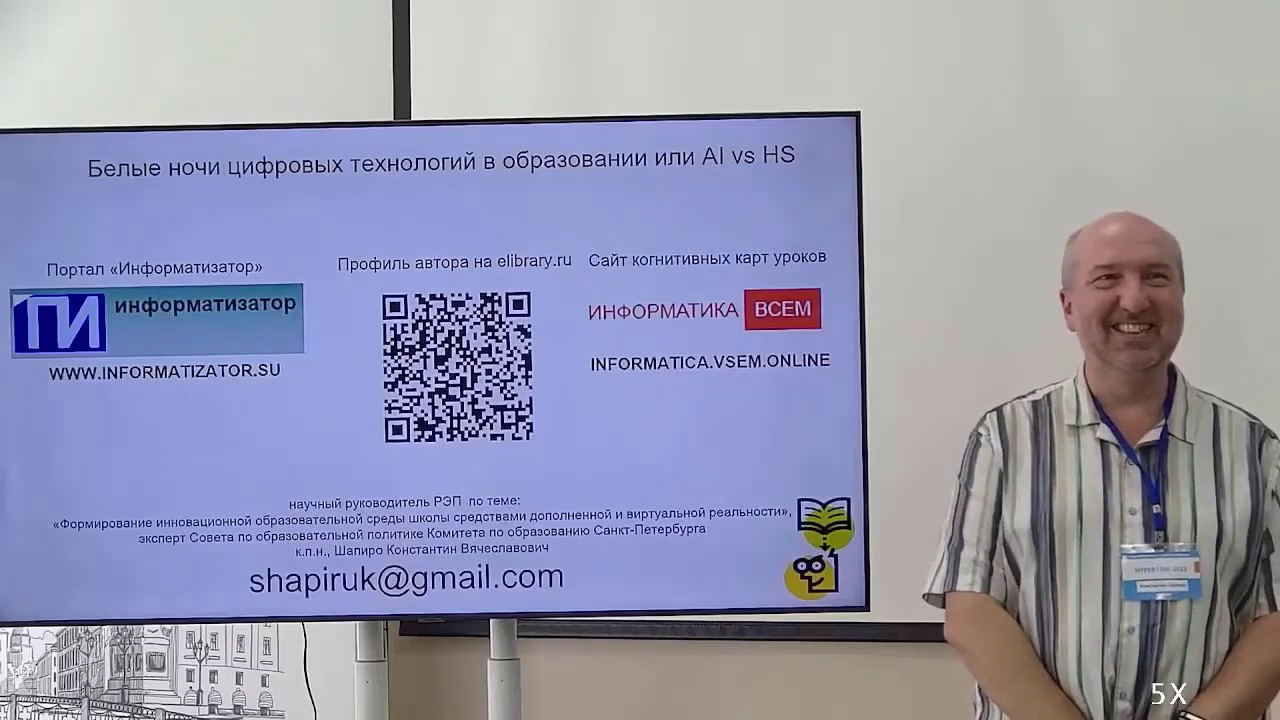 Белые ночи цифровых технологий в образовании или AI vs HS
Портал «Информатизатор»
ПИ информатизатор
WWW.INFORMATIZATOR.SU
Профиль автора на elibrary.ru
Сайт когнитивных карт уроков
ИНФОРМАТИКА ВСЕМ
INFORMATICA.VSEM.ONLINE
научный руководитель РЭП по теме:
«Формирование инновационной образовательной среды школы средствами дополненной и виртуальной реальности»,
эксперт Совета по образовательной политике Комитета по образованию Санкт-Петербурга
к.п.н., Шапиро Константин Вячеславович
shapiruk@gmail.com
5X